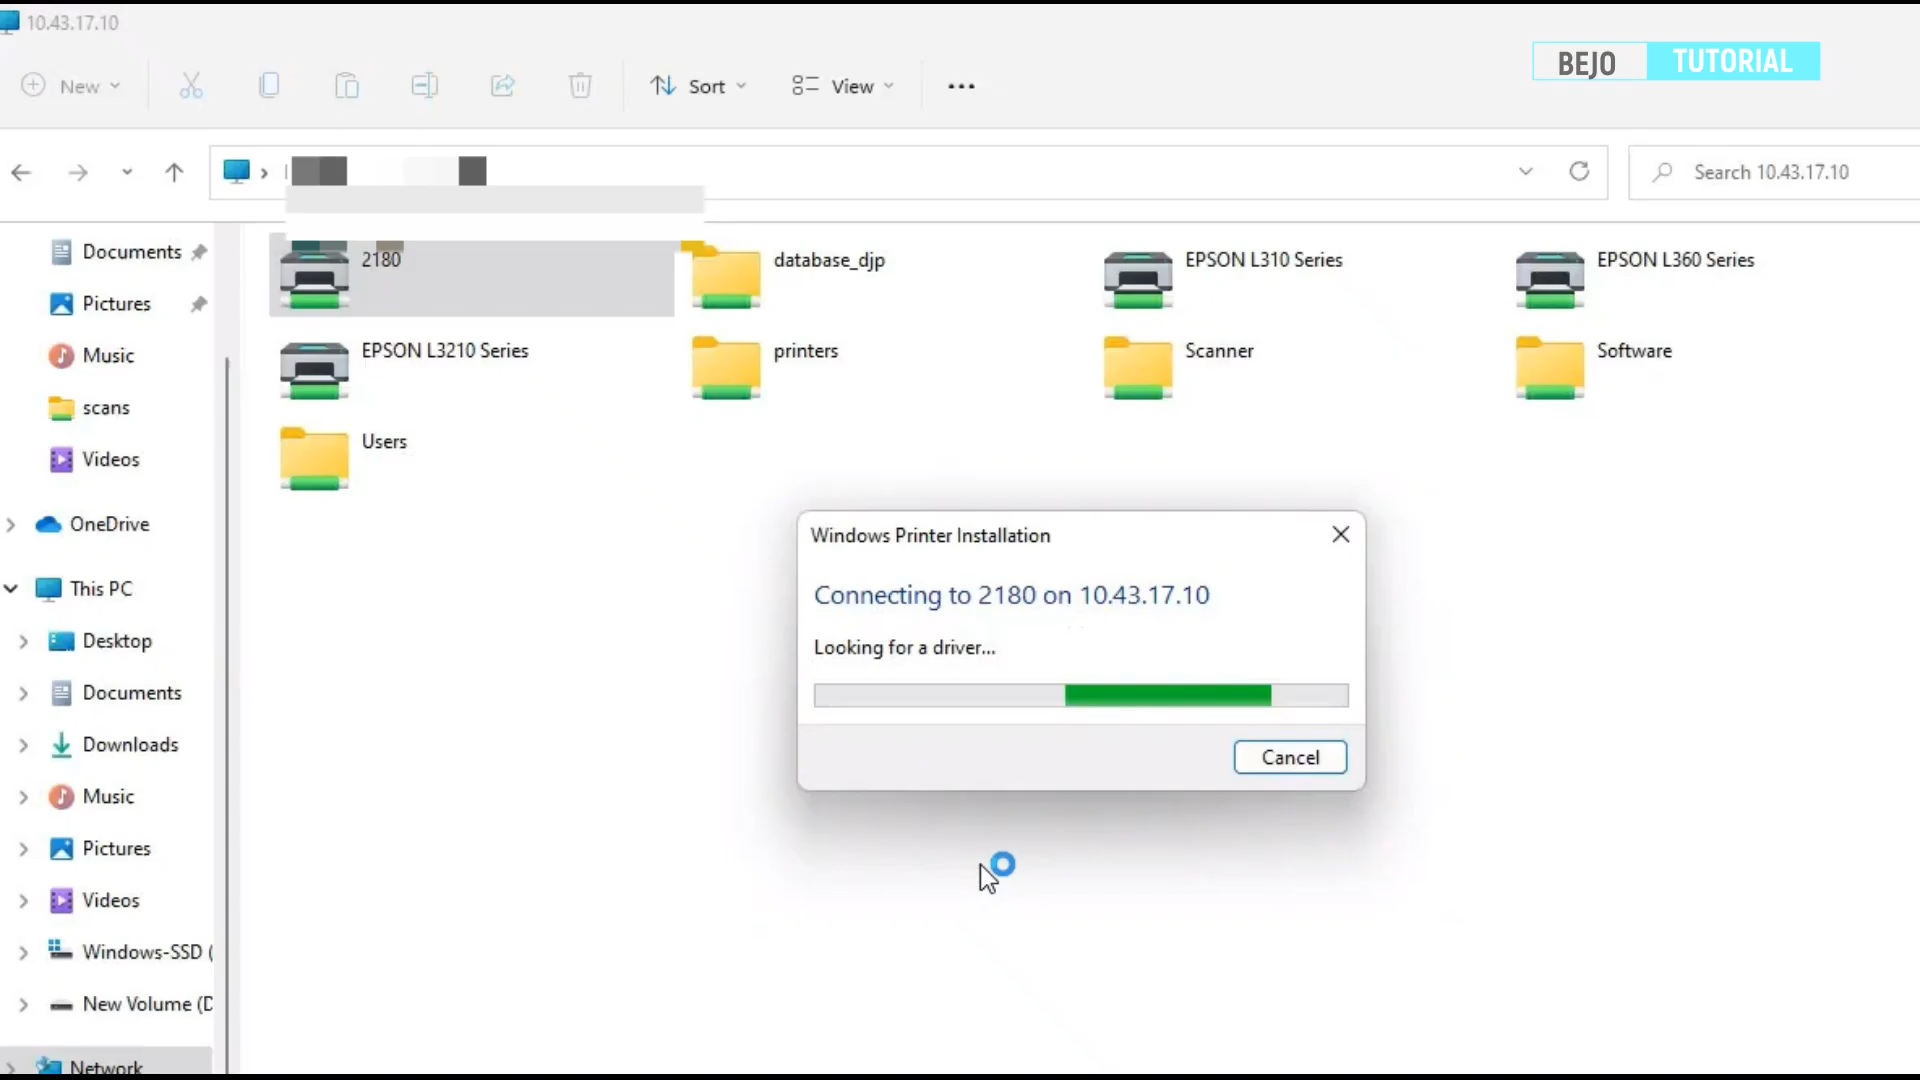 10.43.17.10
BEJO TUTORIAL
New
Sort
View
Search 10.43.17.10
Documents
Pictures
Music
scans
Videos
OneDrive
This PC
Desktop
Documents
Downloads
Music
Pictures
Videos
Windows-SSD (
New Volume (D
Network
2180
database_djp
EPSON L310 Series
EPSON L360 Series
EPSON L3210 Series
printers
Scanner
Software
Users
Windows Printer Installation
Connecting to 2180 on 10.43.17.10
Looking for a driver...
Cancel